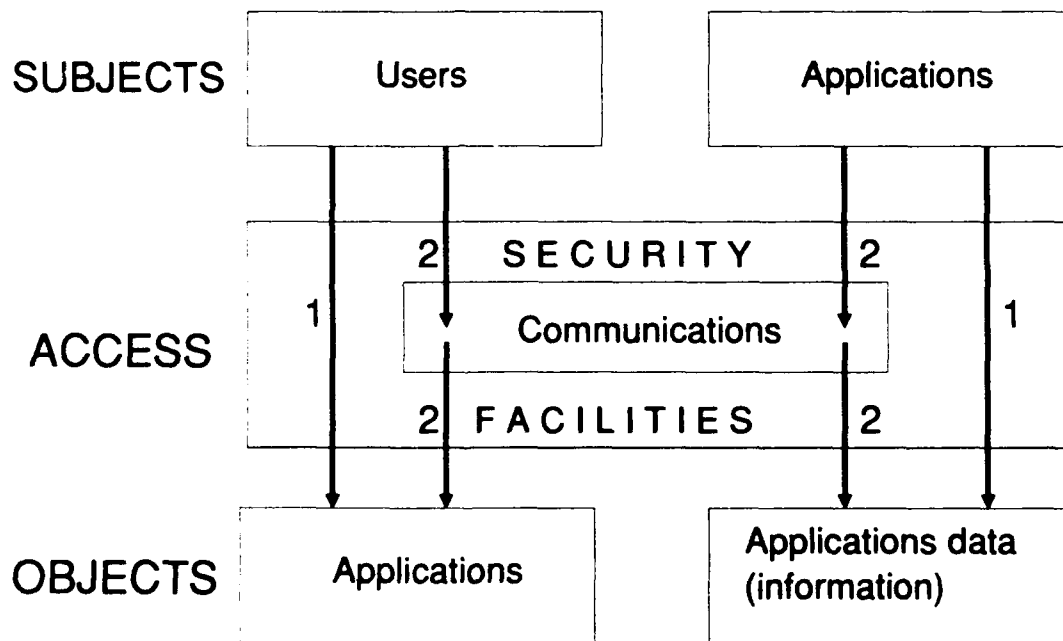 SUBJECTS
Users
Applications
2 SECURITY 2
1
Communications
1
ACCESS
2 FACILITIES 2
OBJECTS
Applications
Applications data
(information)